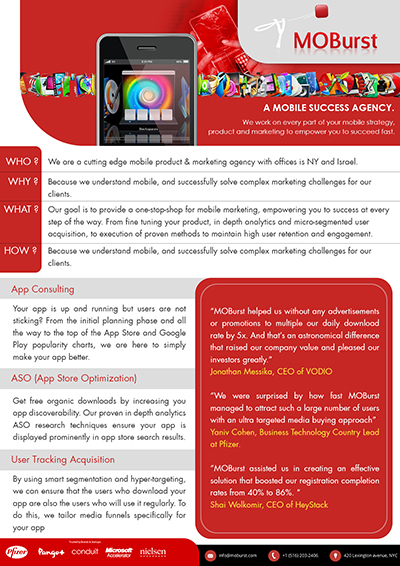 MOBurst
A MOBILE SUCCESS AGENCY.
We work on every part of your mobile strategy,
product and marketing to empower you to succeed fast.
WHO ? We are a cutting edge mobile product & marketing agency with offices is NY and Israel.
WHY ? Because we understand mobile, and successfully solve complex marketing challenges for our
clients.
WHAT ? Our goal is to provide a one-stop-shop for mobile marketing, empowering you to success at every
step of the way. From fine tuning your product, in depth analytics and micro-segmented user
acquisition, to execution of proven methods to maintain high user retention and engagement.
HOW ? Because we understand mobile, and successfully solve complex marketing challenges for our
clients.
App Consulting
Your app is up and running but users are not
sticking? From the initial planning phase and all
the way to the top of the App Store and Google
Play popularity charts, we are here to simply
make your app better.
ASO (App Store Optimization)
Get free organic downloads by increasing you
app discoverability. Our proven in depth analytics
ASO research techniques ensure your app is
displayed prominently in app store search results.
User Tracking Acquisition
By using smart segmentation and hyper-targeting,
we can ensure that the users who download your
app are also the users who will use it regularly. To
do this, we tailor media funnels specifically for
your app
"MOBurst helped us without any advertisements
or promotions to multiple our daily download
rate by 5x. And that's an astronomical difference
that raised our company value and pleased our
investors greatly."
Jonathan Messika, CEO of VODIO
"We were surprised by how fast MOBurst
managed to attract such a large number of users
with an ultra targeted media buying approach"
Yaniv Cohen, Business Technology Country Lead
at Pfizer.
"MOBurst assisted us in creating an effective
solution that boosted our registration completion
rates from 40% to 86%. "
Shai Wolkomir, CEO of HeyStack
Pfizer Pango+ conduit Microsoft Accelerator nielsen
info@moburst.com +1 (516)-203-2406 420 Lexington avenue, NYC